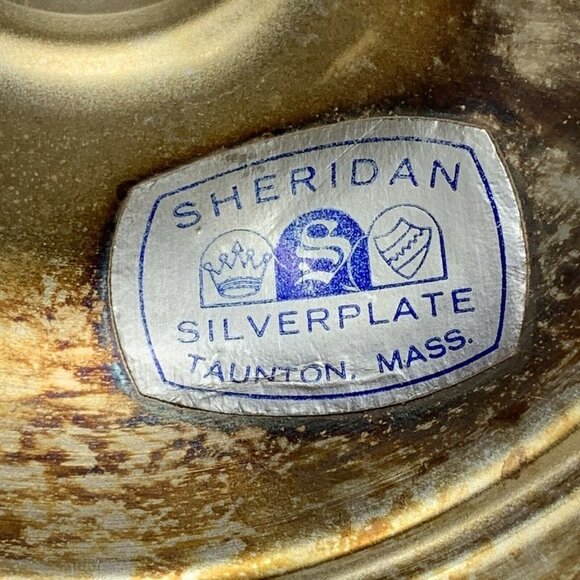 SHERIDAN
S
SILVERPLATE
TAUNTON, MASS.